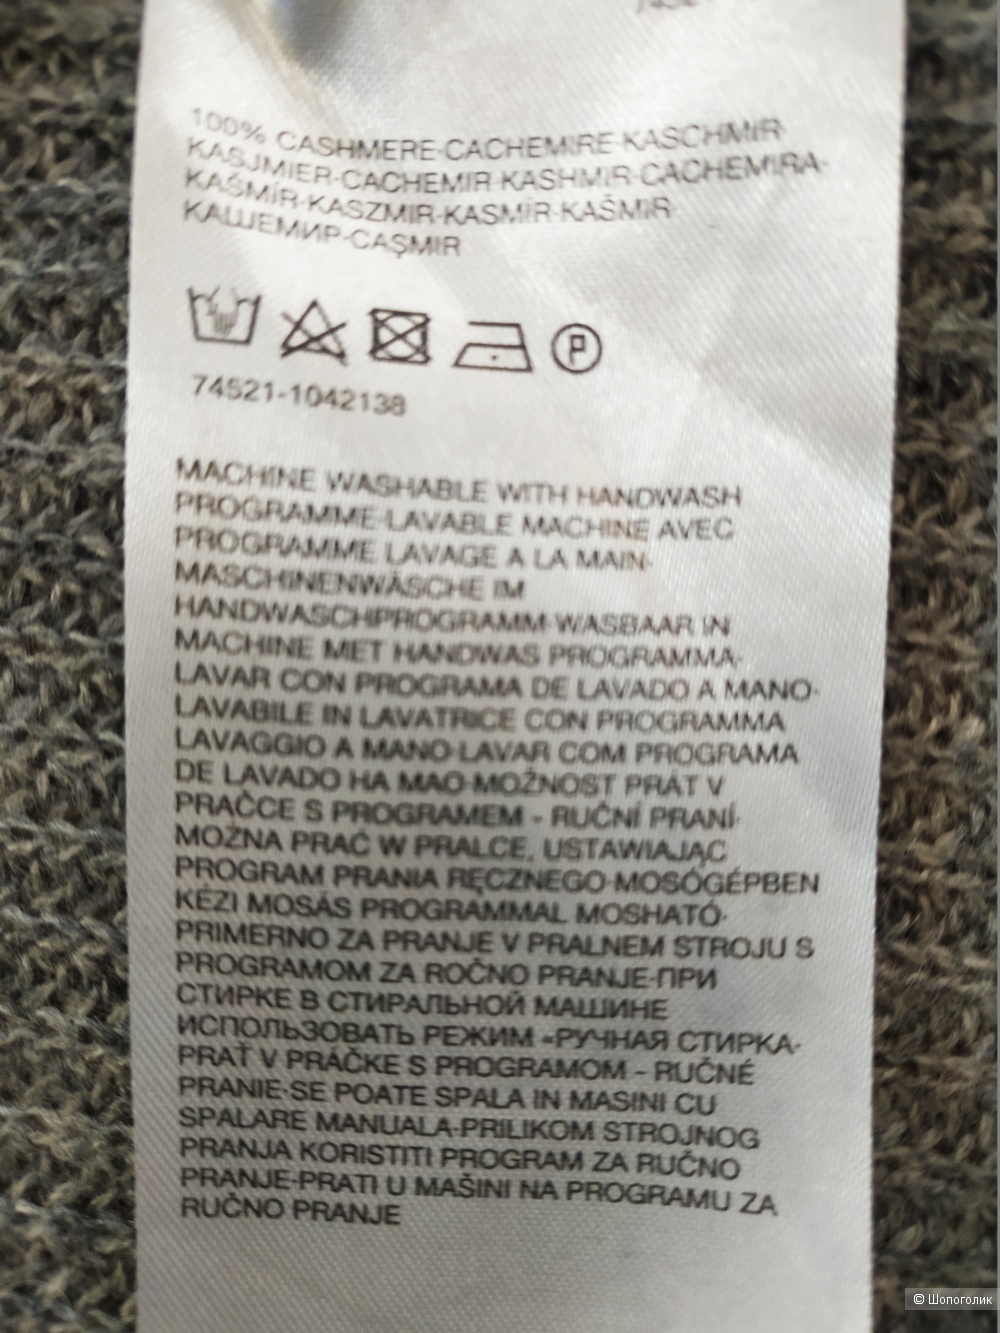 100% CASHMERE·CACHEMIRE·KASCHMIR·
KASJMIER·CACHEMIR·KASHMIR·CACHEMIRA·
KAŠMÍR·KASZMIR·KASMÍR·KAŠMIR·
КАШЕМИР·CAŞMIR
P
74521-1042138
MACHINE WASHABLE WITH HANDWASH
PROGRAMME·LAVABLE MACHINE AVEC
PROGRAMME LAVAGE A LA MAIN·
MASCHINENWÄSCHE IM
HANDWASCHPROGRAMM·WASBAAR IN
MACHINE MET HANDWAS PROGRAMMA·
LAVAR CON PROGRAMA DE LAVADO A MANO·
LAVABILE IN LAVATRICE CON PROGRAMMA
LAVAGGIO A MANO·LAVAR COM PROGRAMA
DE LAVADO HA MAO·MOŽNOST PRÁT V
PRAČCE S PROGRAMEM - RUČNÍ PRANÍ·
MOŻNA PRAĆ W PRALCE, USTAWIAJĄC
PROGRAM PRANIA RĘCZNEGO·MOSÓGÉPBEN
KÉZI MOSÁS PROGRAMMAL MOSHATÓ·
PRIMERNO ZA PRANJE V PRALNEM STROJU S
PROGRAMOM ZA ROČNO PRANJE·ПРИ
СТИРКЕ В СТИРАЛЬНОЙ МАШИНЕ
ИСПОЛЬЗОВАТЬ РЕЖИМ «РУЧНАЯ СТИРКА·
PRAŤ V PRÁČKE S PROGRAMOM - RUČNÉ
PRANIE·SE POATE SPALA IN MASINI CU
SPALARE MANUALA·PRILIKOM STROJNOG
PRANJA KORISTITI PROGRAM ZA RUČNO
PRANJE·PRATI U MAŠINI NA PROGRAMU ZA
RUČNO PRANJE
© Шопоголик